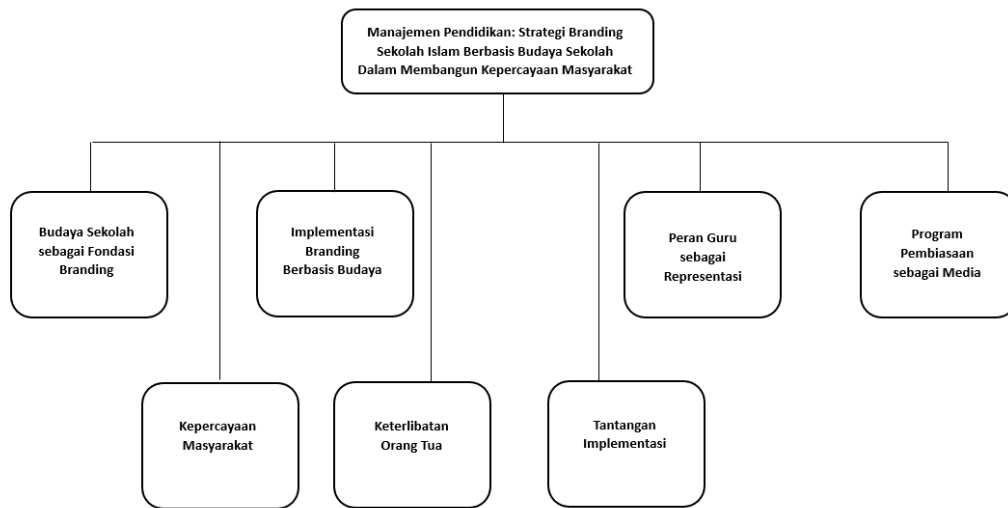 Manajemen Pendidikan: Strategi Branding
Sekolah Islam Berbasis Budaya Sekolah
Dalam Membangun Kepercayaan Masyarakat
Budaya Sekolah
sebagai Fondasi
Branding
Implementasi
Branding
Berbasis Budaya
Peran Guru
sebagai
Representasi
Program
Pembiasaan
sebagai Media
Kepercayaan
Masyarakat
Keterlibatan
Orang Tua
Tantangan
Implementasi